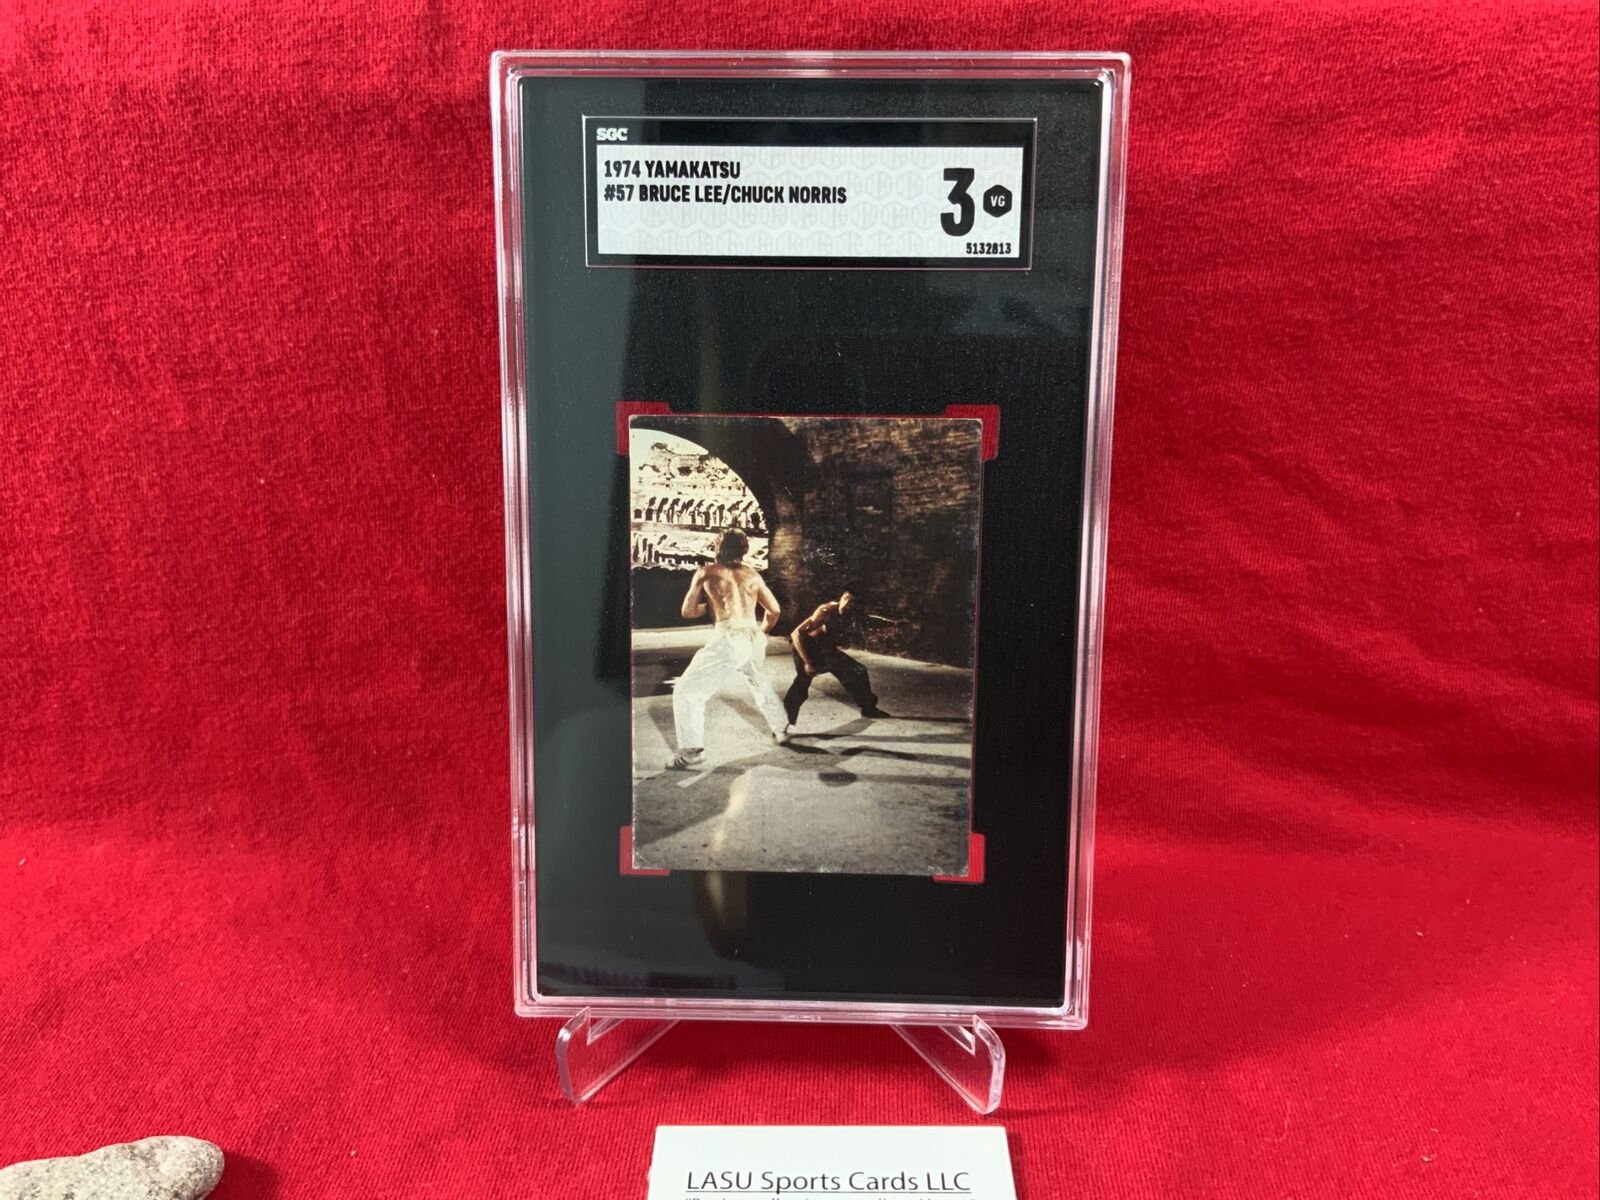 SGC
1974 YAMAKATSU
#57 BRUCE LEE/CHUCK NORRIS
3 VG
5132813
LASU Sports Cards LLC